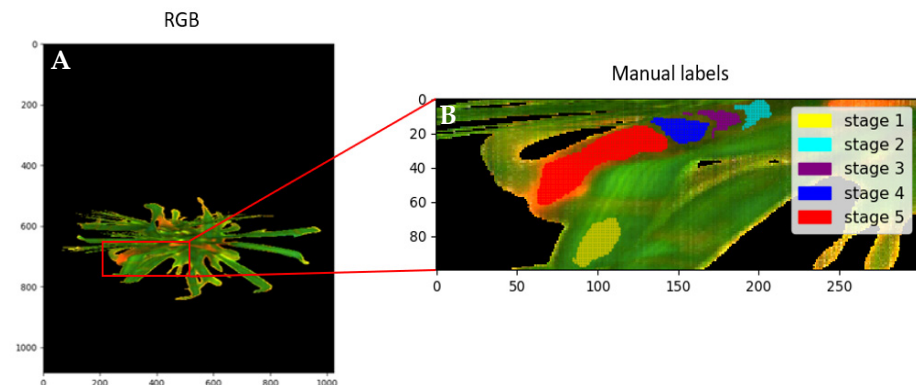 RGB
A
0
200
400
600
800
1000
0 200 400 600 800 1000
Manual labels
B
0
20
40
60
80
0 50 100 150 200 250
stage 1
stage 2
stage 3
stage 4
stage 5